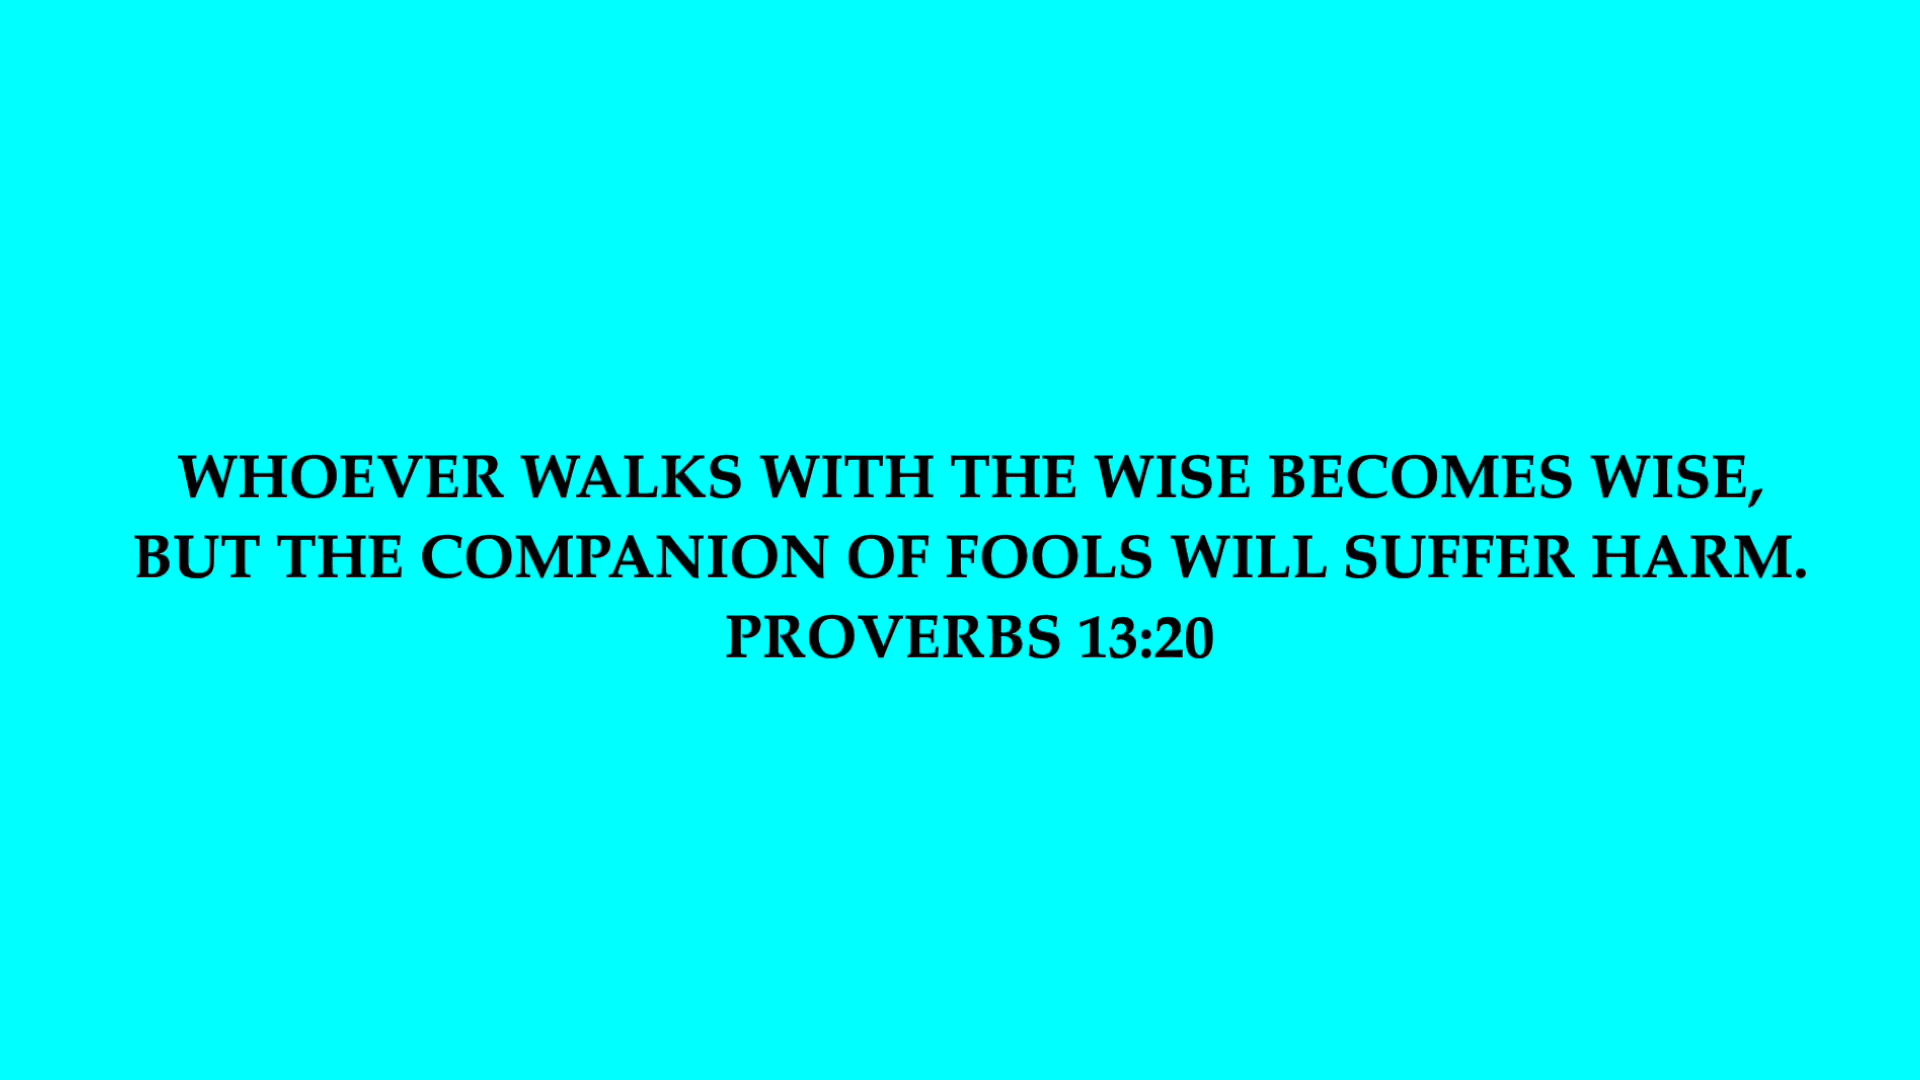 WHOEVER WALKS WITH THE WISE BECOMES WISE,
BUT THE COMPANION OF FOOLS WILL SUFFER HARM.
PROVERBS 13:20